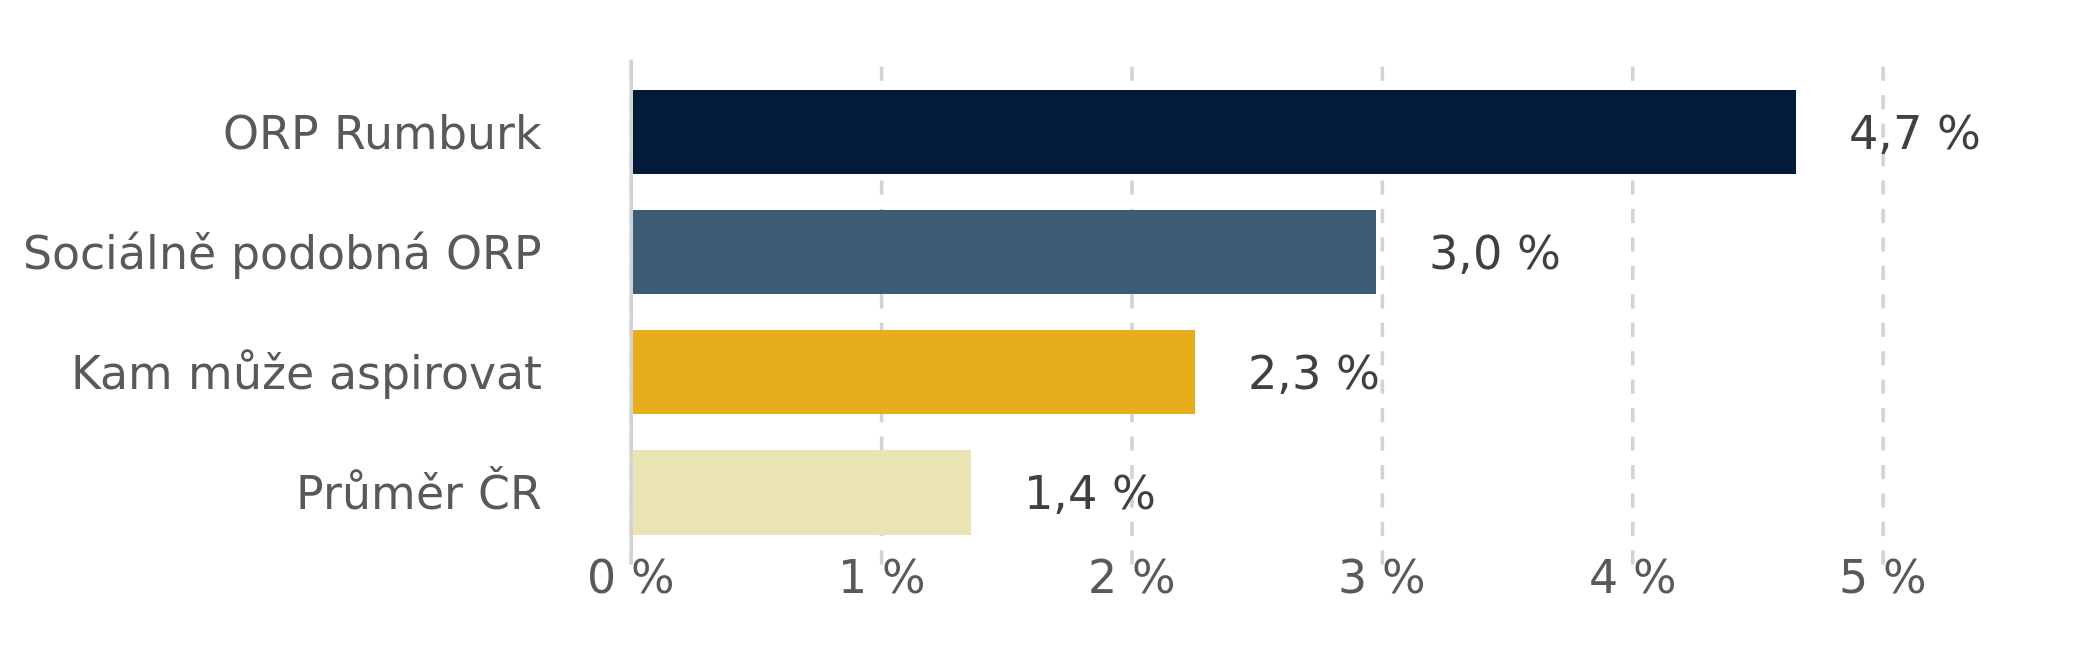 ORP Rumburk 4,7 %
Sociálně podobná ORP 3,0 %
Kam může aspirovat 2,3 %
Průměr ČR 1,4 %
0 % 1 % 2 % 3 % 4 % 5 %